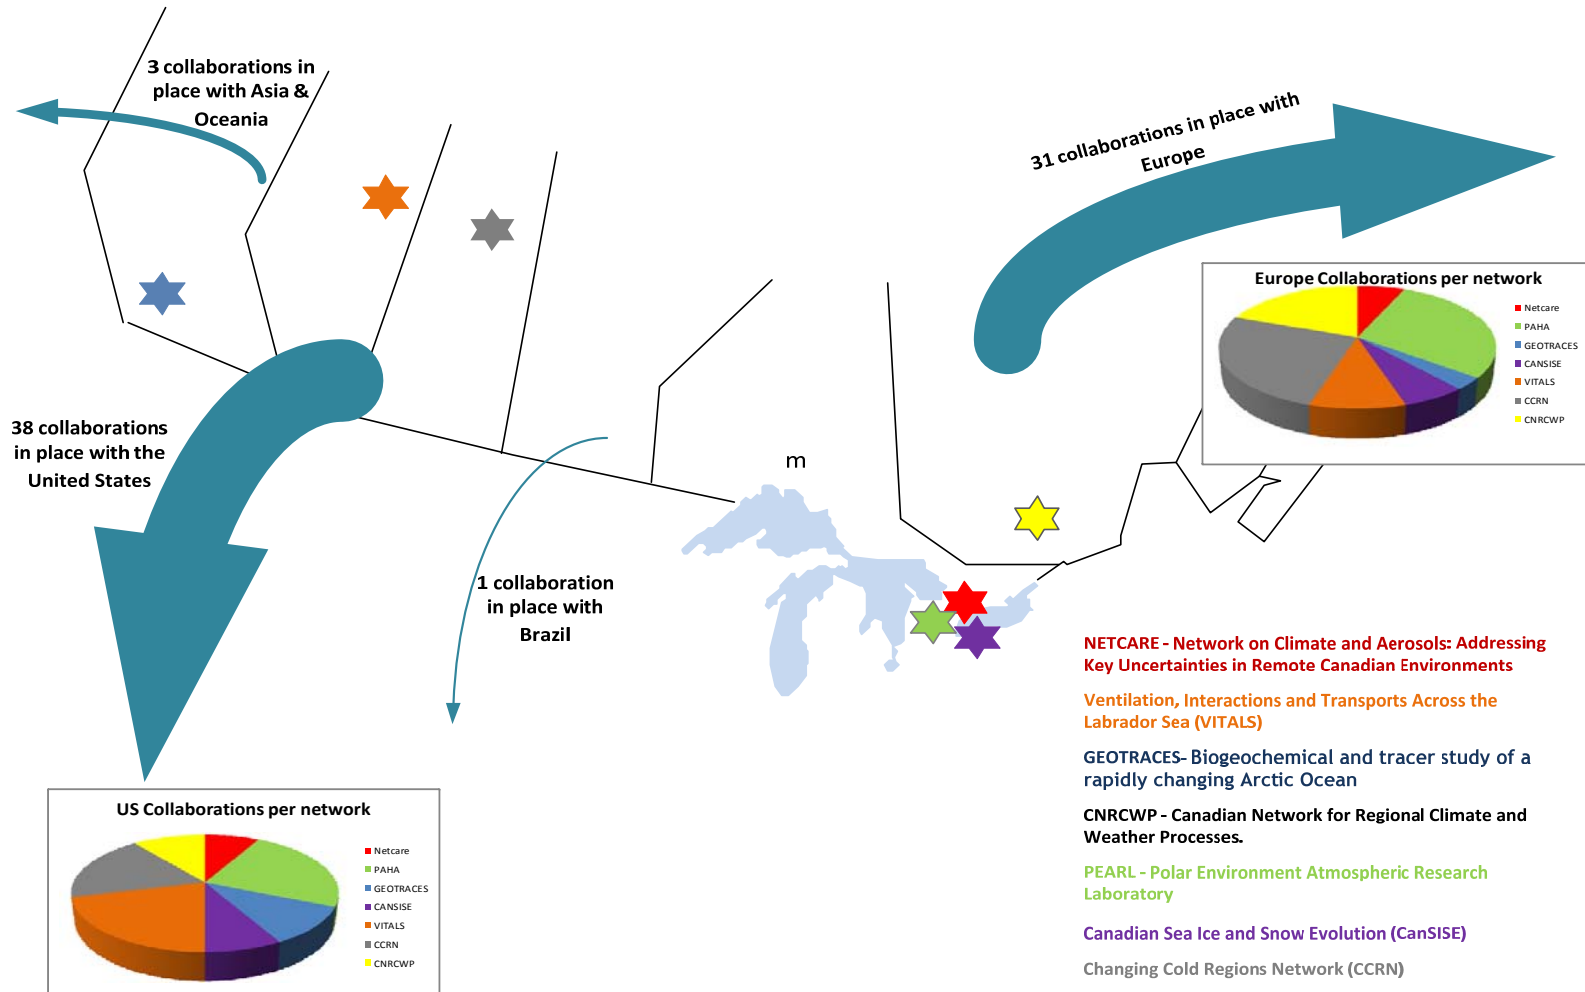 3 collaborations in
place with Asia &
Oceania
31 collaborations in place with
Europe
Europe Collaborations per network
Netcare
PAHA
GEOTRACES
CANSISE
VITALS
CCRN
CNRCWP
38 collaborations
in place with the
United States
m
1 collaboration
in place with
Brazil
NETCARE - Network on Climate and Aerosols: Addressing
Key Uncertainties in Remote Canadian Environments
Ventilation, Interactions and Transports Across the
Labrador Sea (VITALS)
GEOTRACES- Biogeochemical and tracer study of a
rapidly changing Arctic Ocean
CNRCWP - Canadian Network for Regional Climate and
Weather Processes.
PEARL - Polar Environment Atmospheric Research
Laboratory
Canadian Sea Ice and Snow Evolution (CanSISE)
Changing Cold Regions Network (CCRN)
US Collaborations per network
Netcare
PAHA
GEOTRACES
CANSISE
VITALS
CCRN
CNRCWP